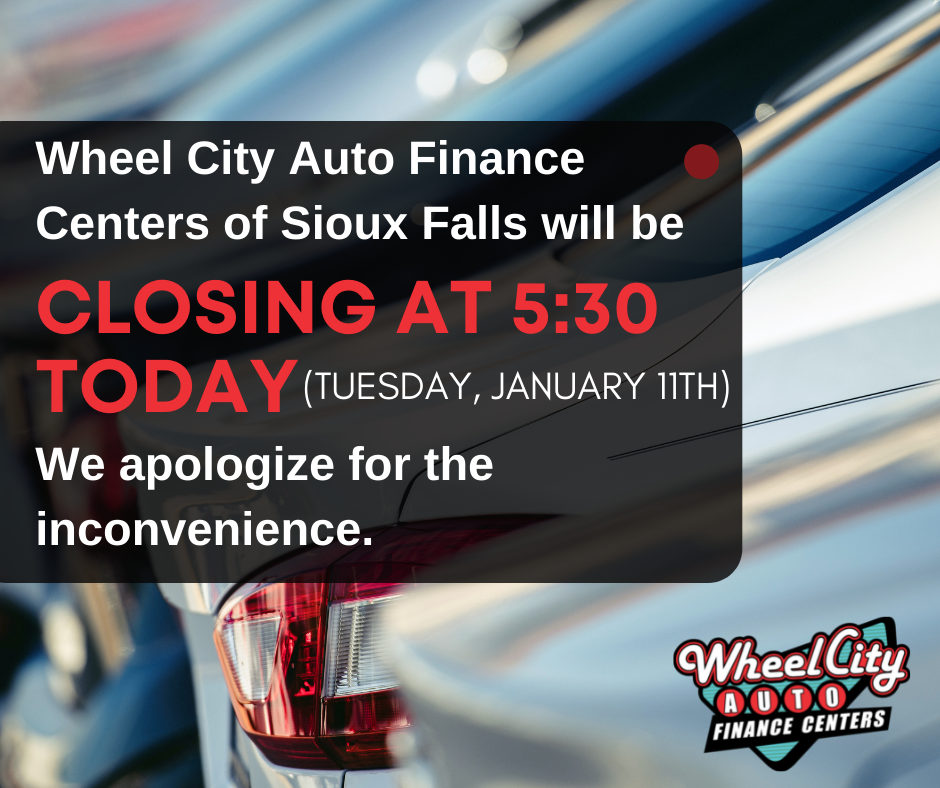 Wheel City Auto Finance
Centers of Sioux Falls will be
CLOSING AT 5:30
TODAY (TUESDAY, JANUARY 11TH)
We apologize for the
inconvenience.
Wheel City
AUTO
FINANCE CENTERS